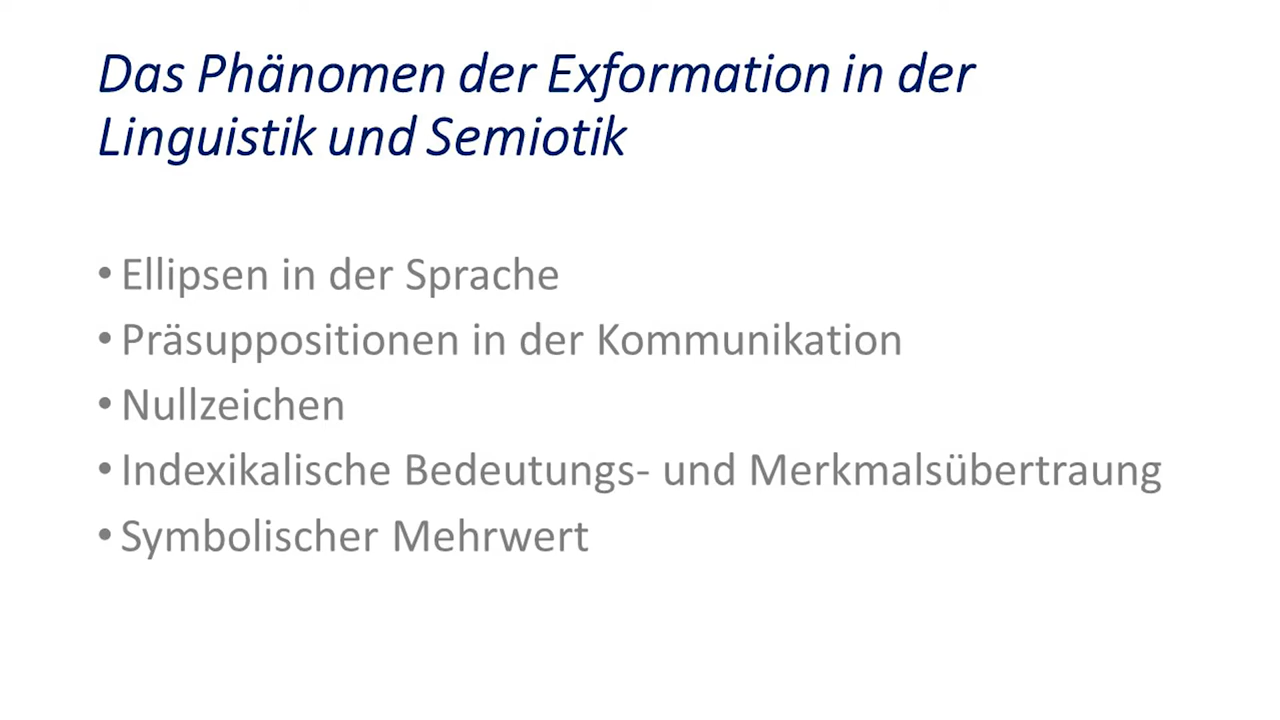 Das Phänomen der Exformation in der
Linguistik und Semiotik
• Ellipsen in der Sprache
• Präsuppositionen in der Kommunikation
• Nullzeichen
• Indexikalische Bedeutungs- und Merkmalsübertraung
• Symbolischer Mehrwert